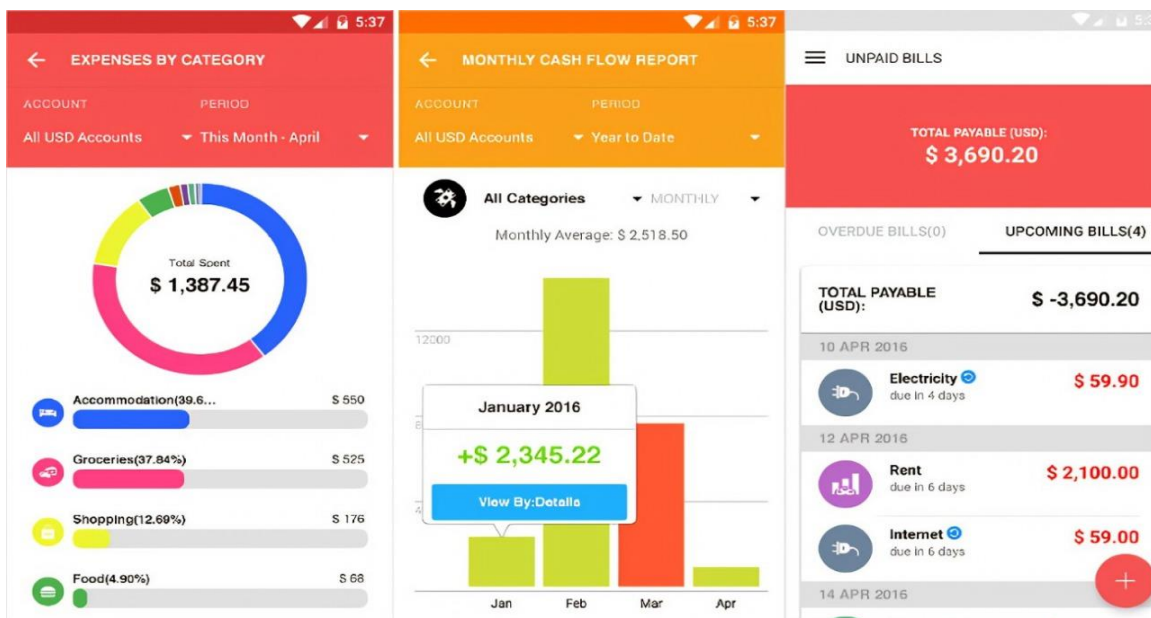 5:37
EXPENSES BY CATEGORY
ACCOUNT PERIOD
All USD Accounts This Month - April
Total Spent
$ 1,387.45
Accommodation(39.6... $ 550
Groceries(37.84%) $ 525
Shopping(12.69%) $ 176
Food(4.90%) $ 68
5:37
MONTHLY CASH FLOW REPORT
ACCOUNT PERIOD
All USD Accounts Year to Date
All Categories MONTHLY
Monthly Average: $ 2,518.50
12000
January 2016
+$ 2,345.22
View By:Details
Jan Feb Mar Apr
UNPAID BILLS
TOTAL PAYABLE (USD):
$ 3,690.20
OVERDUE BILLS(0) UPCOMING BILLS(4)
TOTAL PAYABLE
(USD):
$ -3,690.20
10 APR 2016
Electricity $ 59.90
due in 4 days
12 APR 2016
Rent $ 2,100.00
due in 6 days
Internet $ 59.00
due in 6 days
14 APR 2016